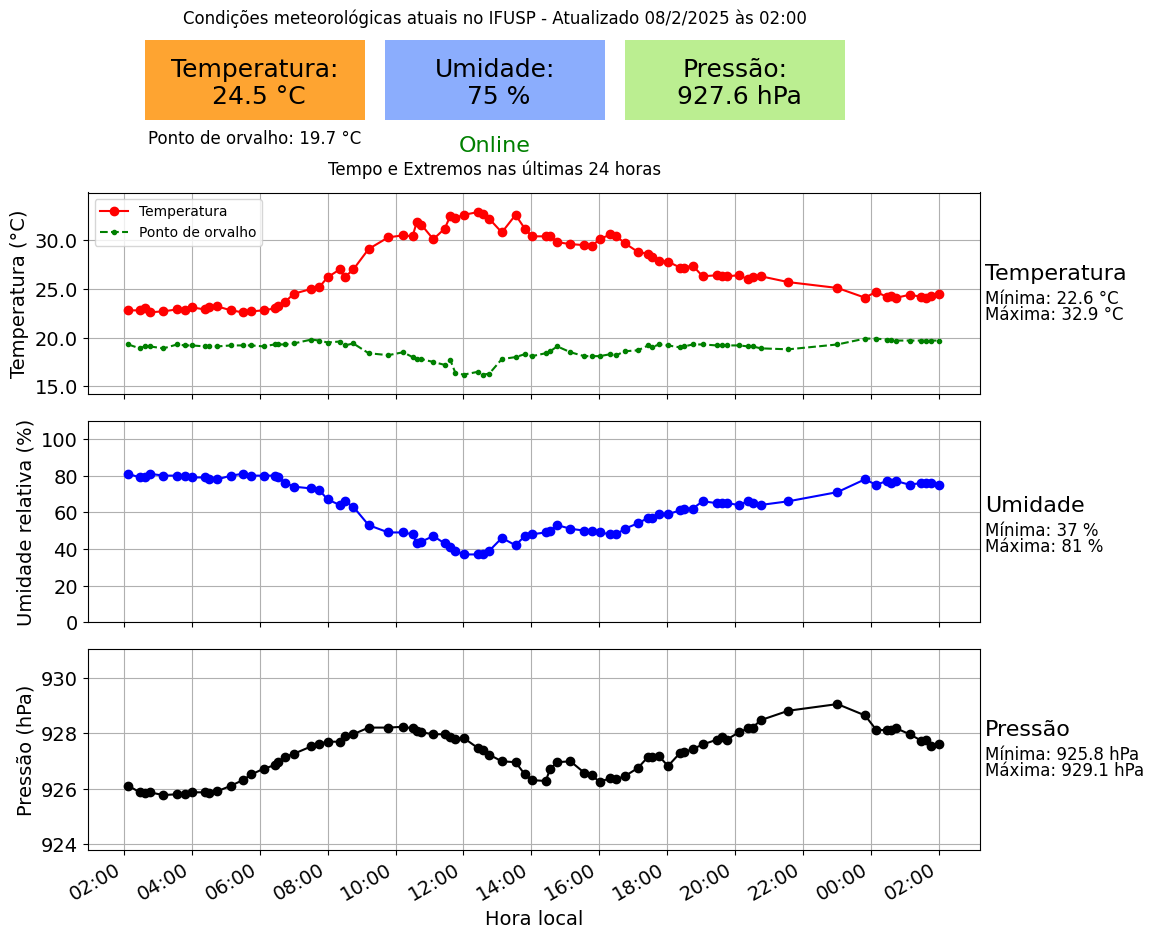 Condições meteorológicas atuais no IFUSP - Atualizado 08/2/2025 às 02:00
Temperatura:
24.5 °C
Umidade:
75 %
Pressão:
927.6 hPa
Ponto de orvalho: 19.7 °C
Online
Tempo e Extremos nas últimas 24 horas
Temperatura (°C)
30.0
25.0
20.0
15.0
Temperatura
Ponto de orvalho
Temperatura
Mínima: 22.6 °C
Máxima: 32.9 °C
Umidade relativa (%)
100
80
60
40
20
0
Umidade
Mínima: 37 %
Máxima: 81 %
Pressão (hPa)
930
928
926
924
Pressão
Mínima: 925.8 hPa
Máxima: 929.1 hPa
02:00 04:00 06:00 08:00 10:00 12:00 14:00 16:00 18:00 20:00 22:00 00:00 02:00
Hora local